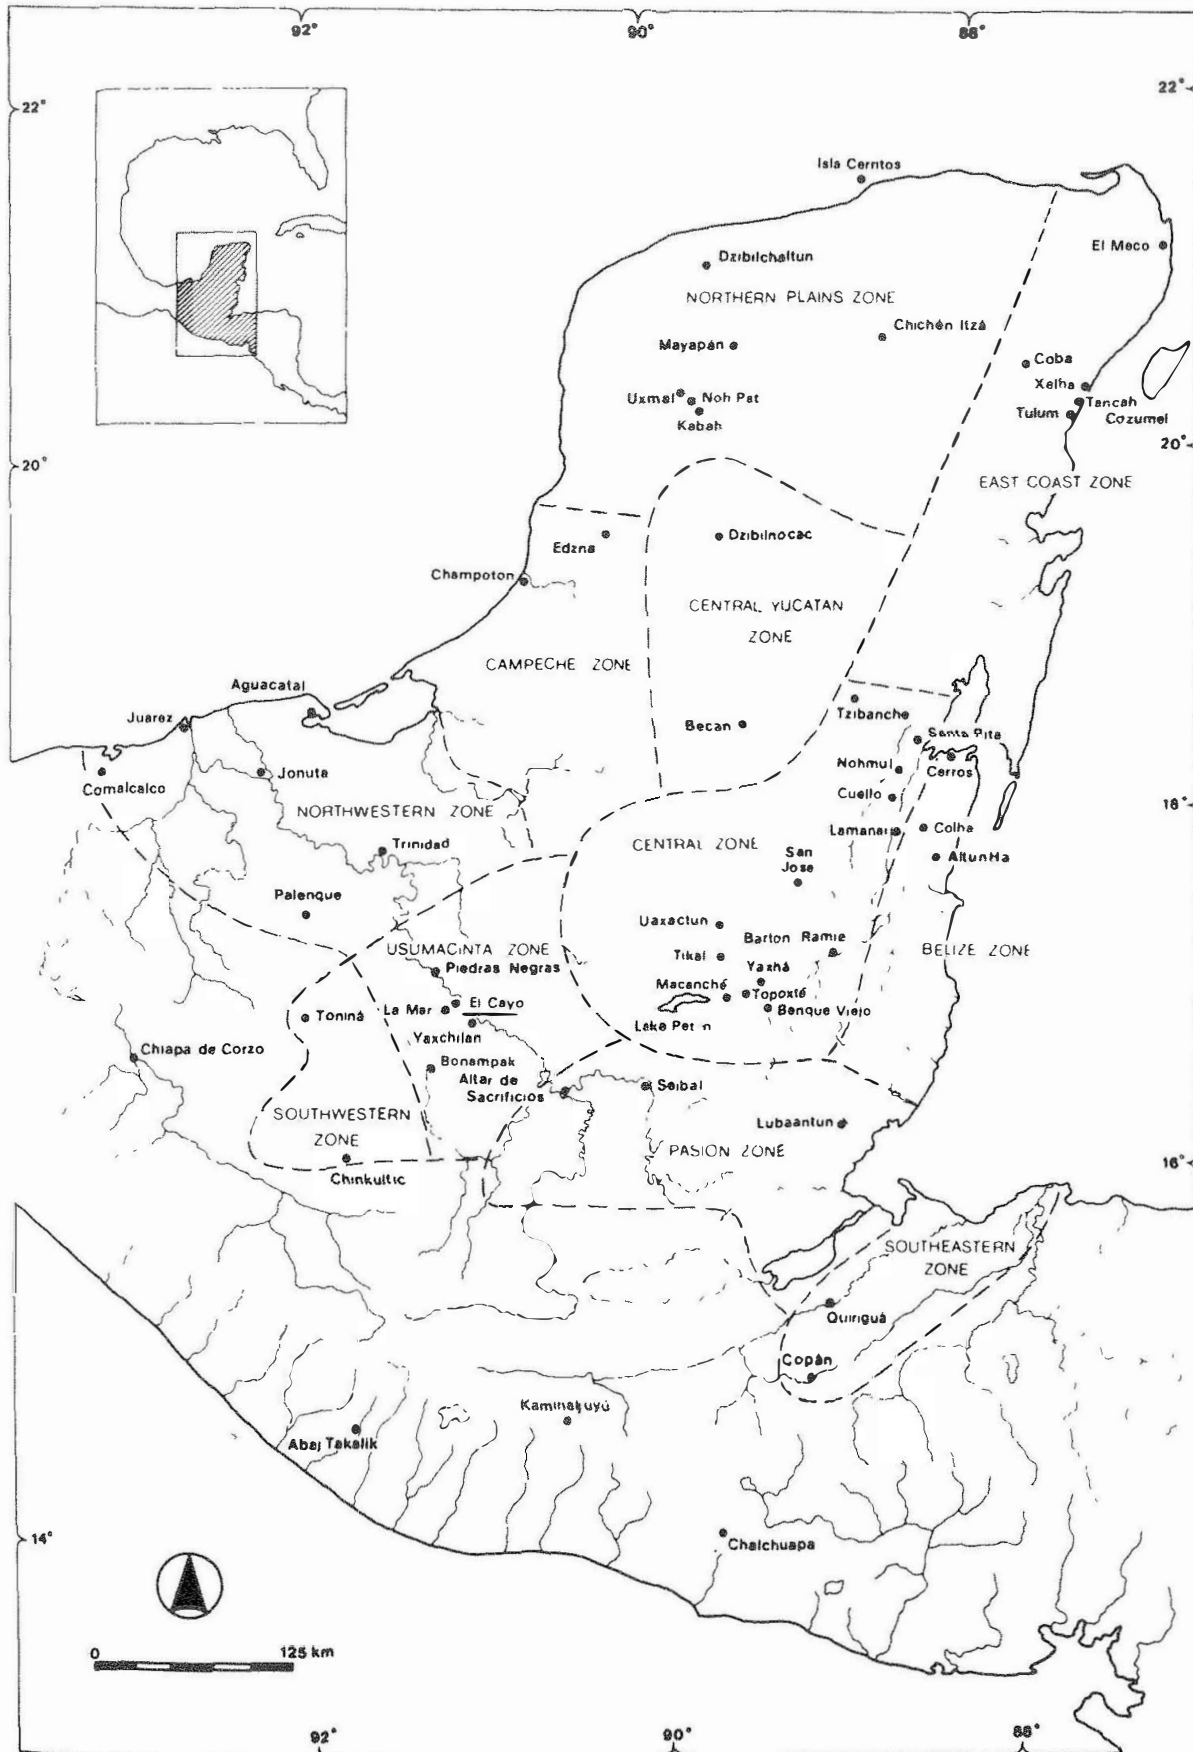 92°
90°
88°
22°
22°
Isla Cerritos
El Meco
Dzibilchaltun
NORTHERN PLAINS ZONE
Chichén Itzá
Mayapán
Coba
Xelha
Uxmal
Noh Pat
Tancah
Tulum
Cozumel
Kabah
20°
20°
EAST COAST ZONE
Edzna
Dzibilnocac
Champoton
CENTRAL YUCATAN
ZONE
CAMPECHE ZONE
Aguacatal
Juarez
Becan
Tzibanche
Santa Rita
Nohmul
Cerros
Jonuta
Comalcalco
Cuello
NORTHWESTERN
ZONE
18°
Lamanai
Colha
Trinidad
CENTRAL ZONE
San
Jose
Altun Ha
Palenque
Uaxactun
Barton Ramie
USUMACINTA ZONE
BELIZE ZONE
Tikal
Yaxhá
Piedras Negras
Macanché
Topoxté
La Mar
El Cayo
Toniná
Benque Viejo
Lake Pet n
Yaxchilan
Chiapa de Corzo
Bonampak
Altar de
Sacrificios
Seibal
SOUTHWESTERN
ZONE
Lubaantun
PASION ZONE
16°
Chinkultic
SOUTHEASTERN
ZONE
Quiriguá
Copán
Kaminaljuyú
Abaj Takalik
14°
Chalchuapa
0
125 km
92°
90°
88°